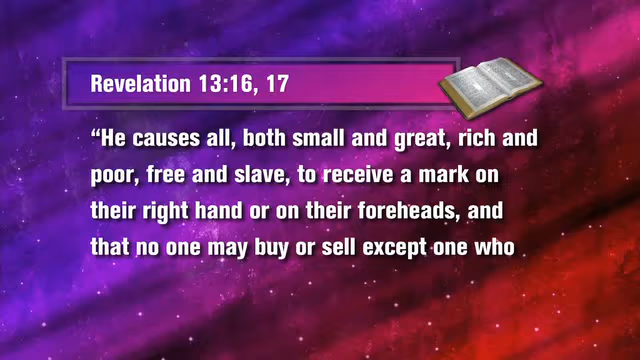 Revelation 13:16, 17
“He causes all, both small and great, rich and
poor, free and slave, to receive a mark on
their right hand or on their foreheads, and
that no one may buy or sell except one who